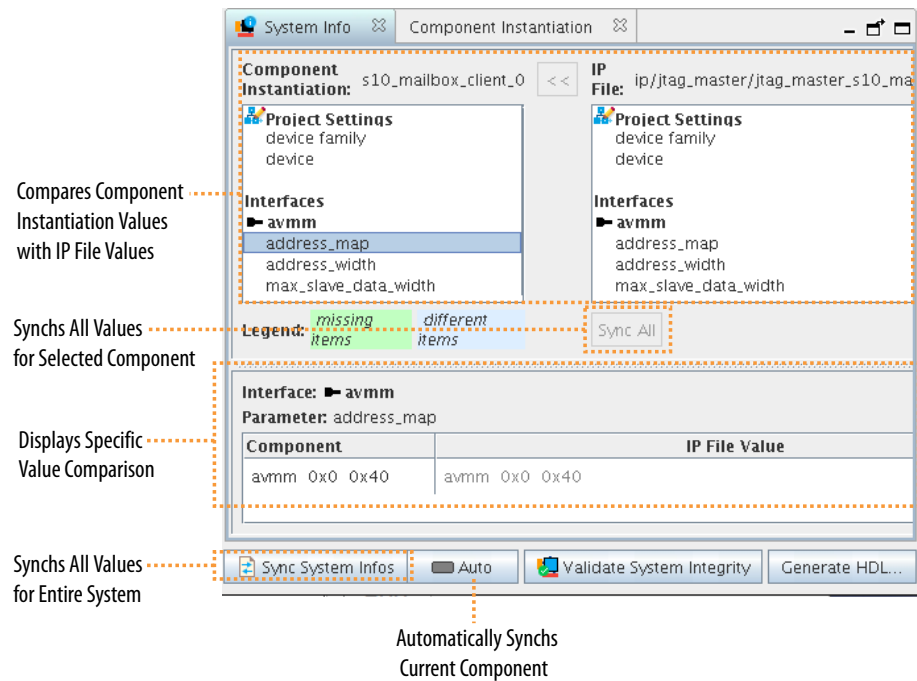 System Info
Component Instantiation
Component
Instantiation: s10_mailbox_client_0
<<
IP
File: ip/jtag_master/jtag_master_s10_ma
Project Settings
device family
device
Interfaces
avmm
address_map
address_width
max_slave_data_width
Project Settings
device family
device
Interfaces
avmm
address_map
address_width
max_slave_data_width
Compares Component
Instantiation Values
with IP File Values
Synchs All Values
for Selected Component
Legend: missing items different items
Sync All
Displays Specific
Value Comparison
Interface: avmm
Parameter: address_map
Component IP File Value
avmm 0x0 0x40 avmm 0x0 0x40
Synchs All Values
for Entire System
Sync System Infos Auto Validate System Integrity Generate HDL...
Automatically Synchs
Current Component